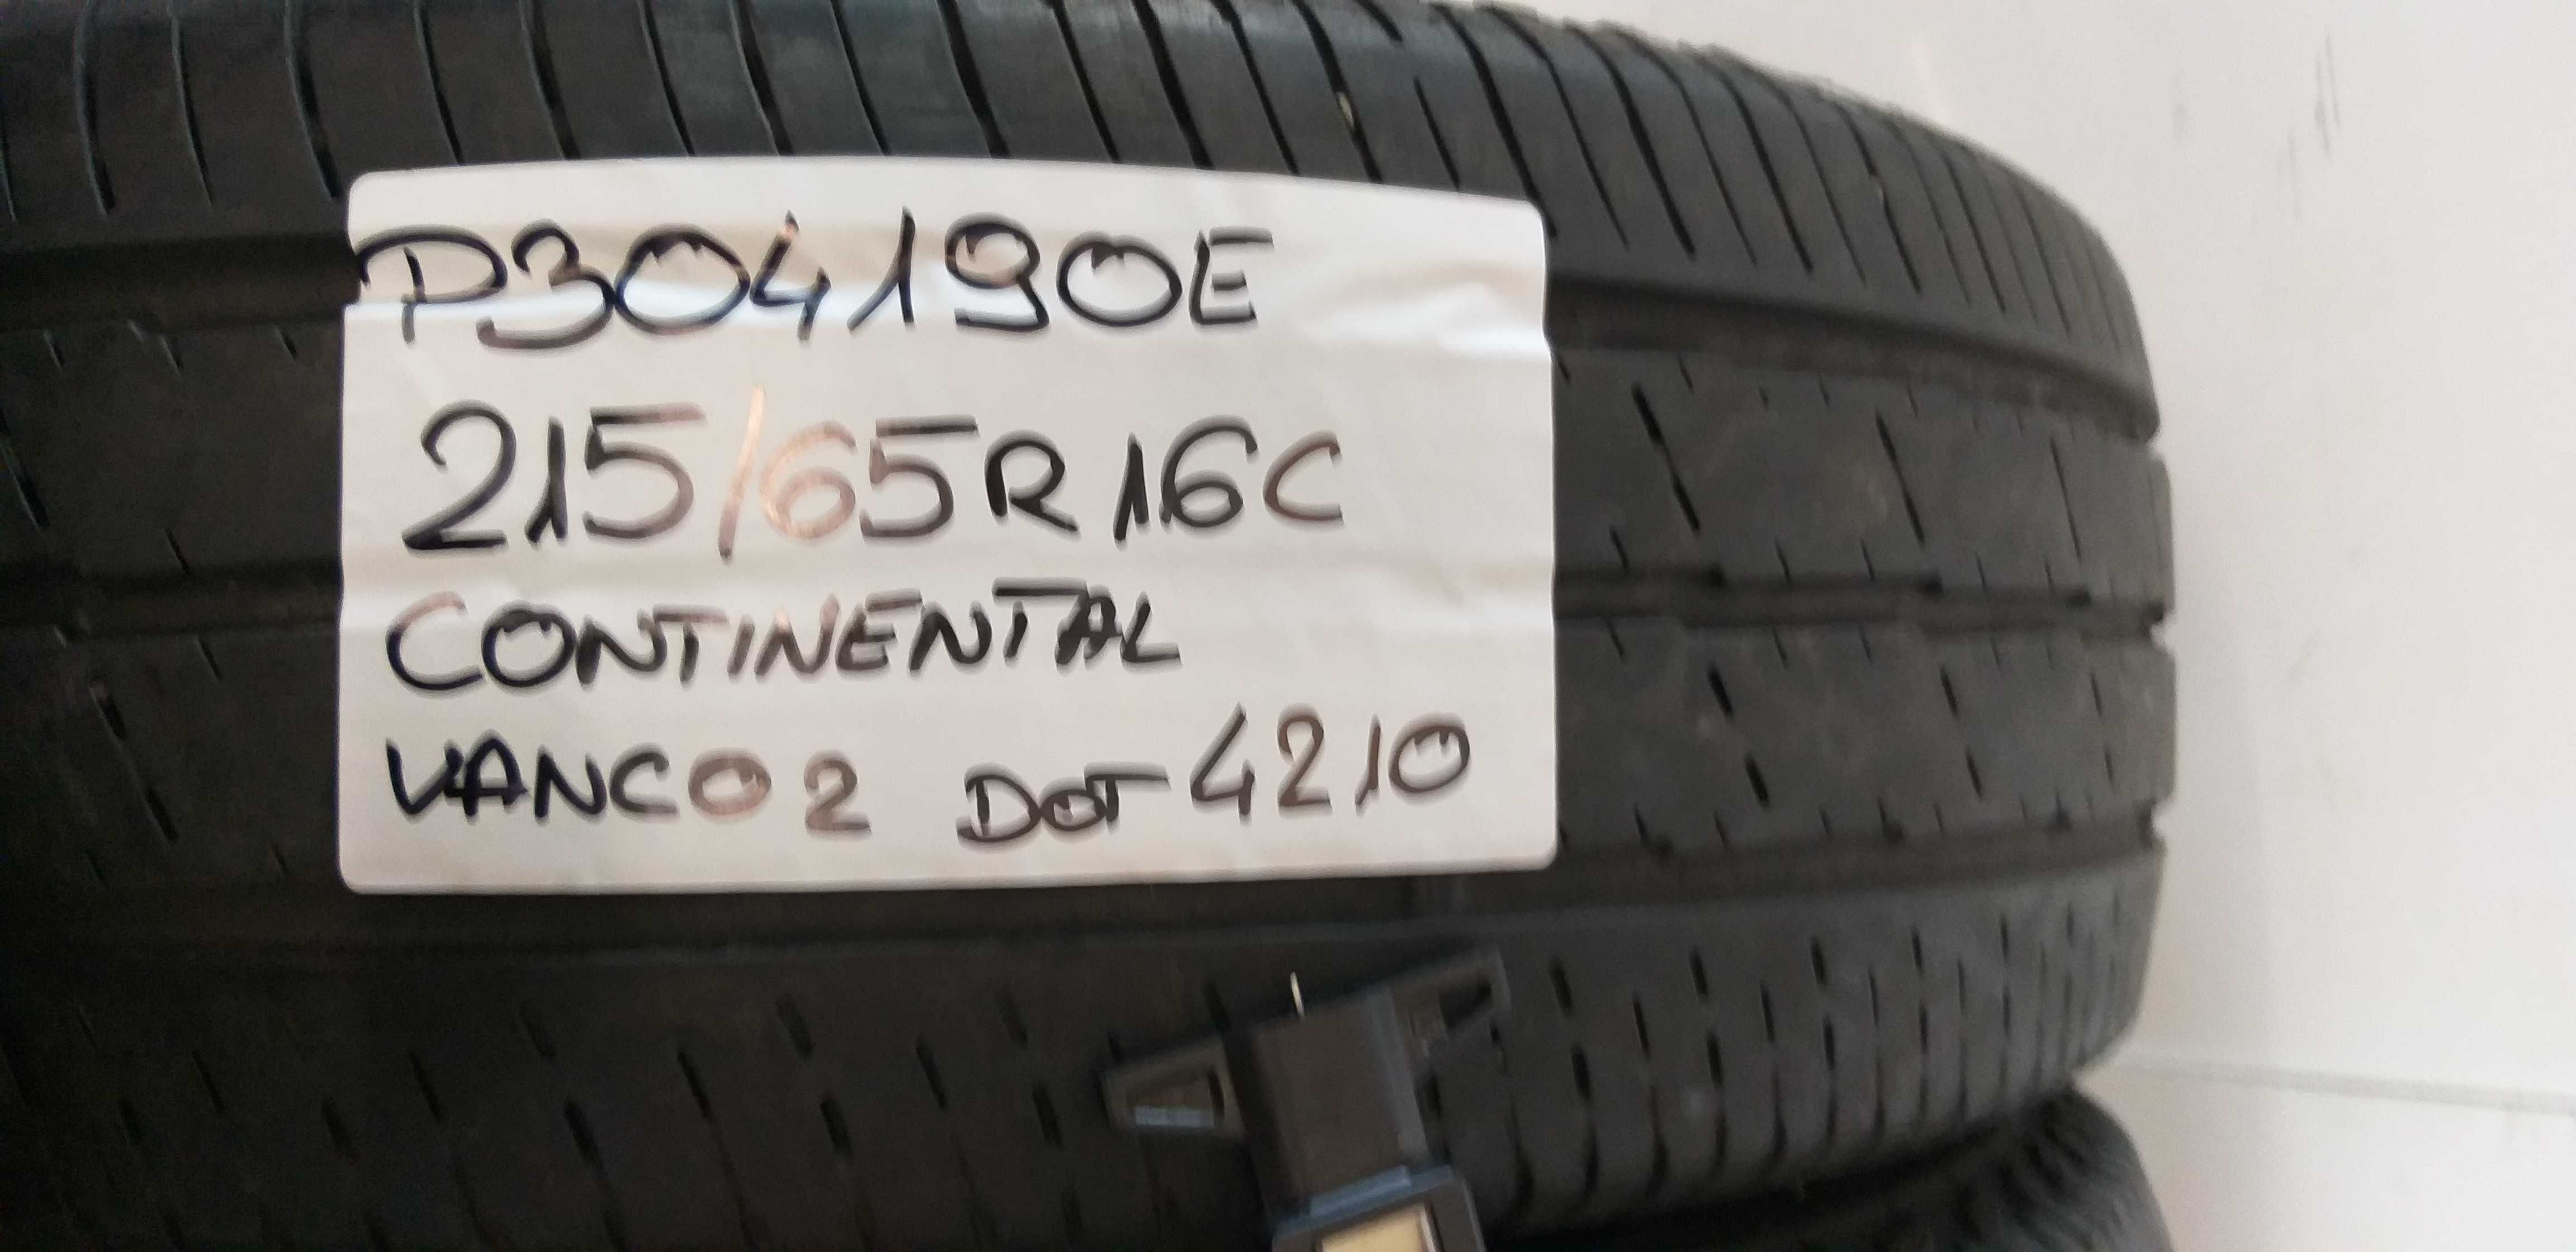 P304190E
215/65R16C
CONTINENTAL
VANCO 2 DOT 4210